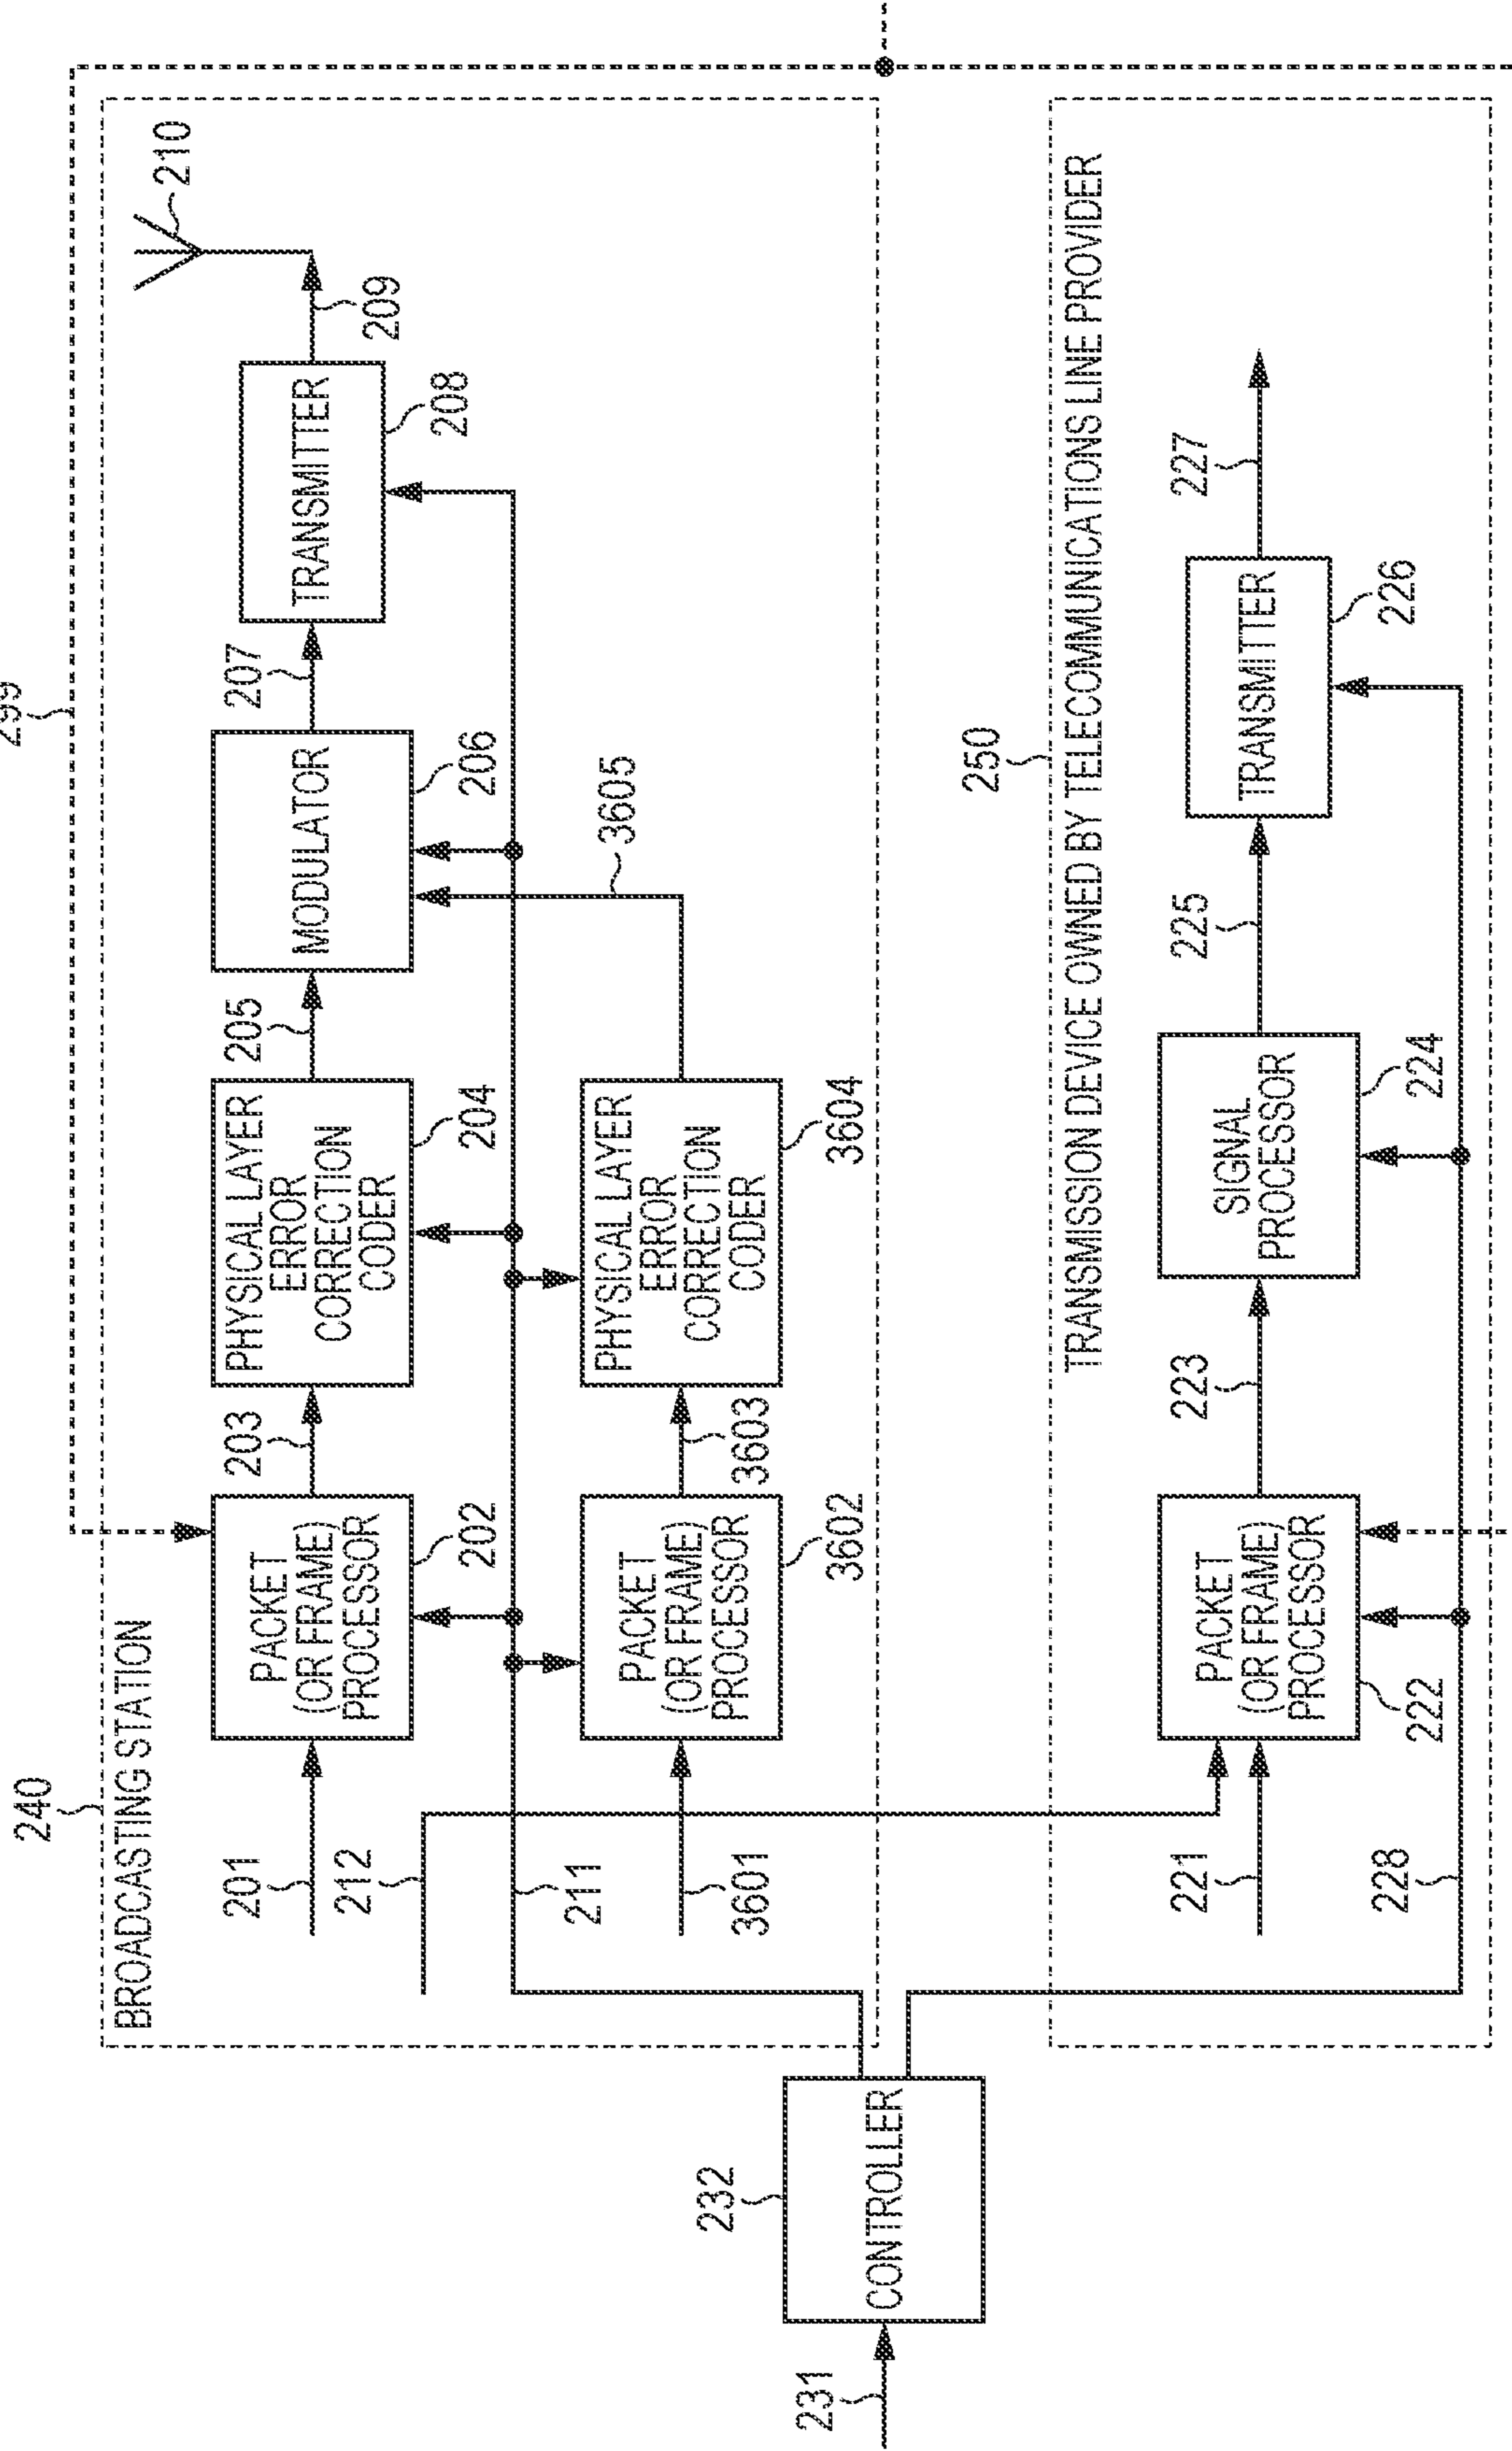 299
240
BROADCASTING STATION
201
PACKET
(OR FRAME)
PROCESSOR
202
203
PHYSICAL LAYER
ERROR
CORRECTION
CODER
204
205
MODULATOR
206
207
TRANSMITTER
208
209
210
212
211
3601
PACKET
(OR FRAME)
PROCESSOR
3602
3603
PHYSICAL LAYER
ERROR
CORRECTION
CODER
3604
3605
231
CONTROLLER
232
250
TRANSMISSION DEVICE OWNED BY TELECOMMUNICATIONS LINE PROVIDER
221
PACKET
(OR FRAME)
PROCESSOR
222
223
SIGNAL
PROCESSOR
224
225
TRANSMITTER
226
227
228